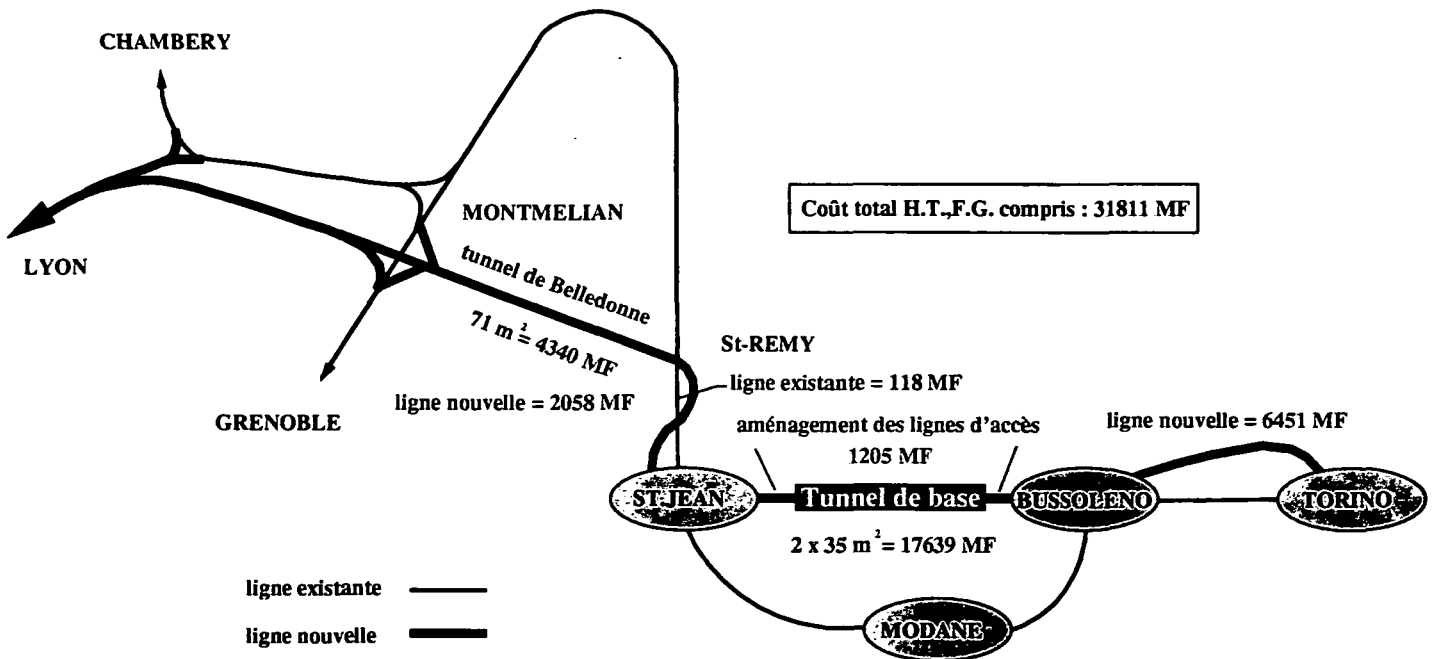 CHAMBERY
MONTMELIAN
Coût total H.T.,F.G. compris : 31811 MF
LYON
tunnel de Belledonne
71 m² = 4340 MF
St-REMY
ligne existante = 118 MF
ligne nouvelle = 2058 MF
GRENOBLE
aménagement des lignes d'accès
1205 MF
ligne nouvelle = 6451 MF
ST JEAN
Tunnel de base
BUSSOLENO
TORINO
2 x 35 m² = 17639 MF
ligne existante
ligne nouvelle
MODANE